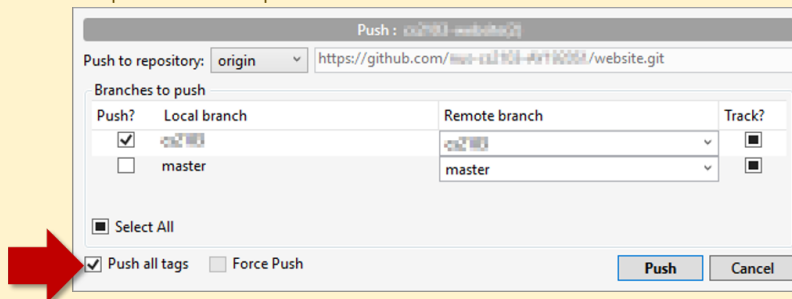 Push :
Push to repository: origin https://github.com/ /website.git
Branches to push
Push? Local branch Remote branch Track?
master master
Select All
Push all tags Force Push Push Cancel